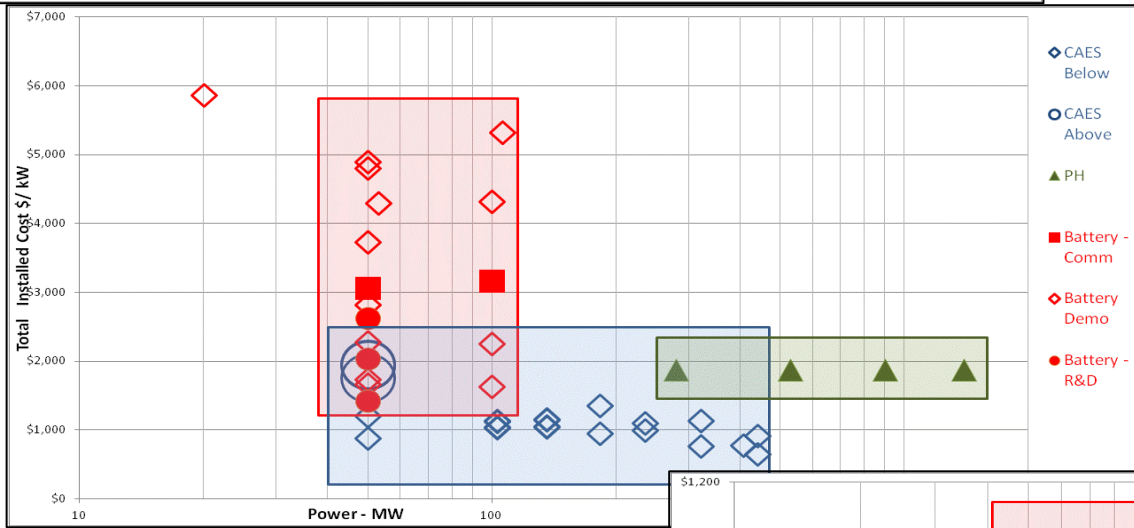 $7,000
$6,000
$5,000
$4,000
$3,000
$2,000
$1,000
$0
Total Installed Cost $/ kW
10
Power - MW
100
CAES
Below
CAES
Above
PH
Battery -
Comm
Battery
Demo
Battery -
R&D
$1,200